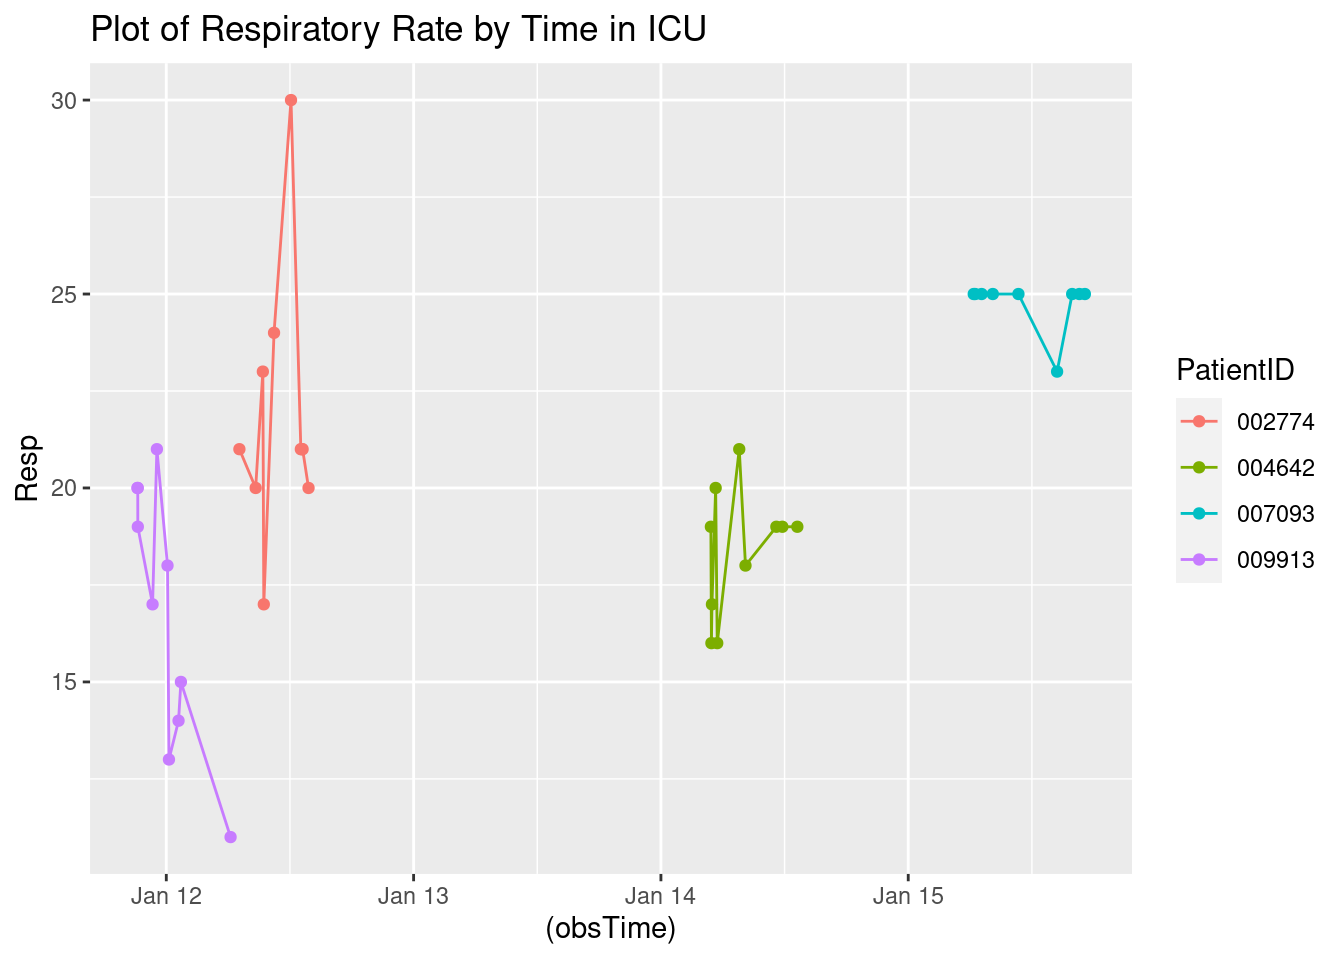 Plot of Respiratory Rate by Time in ICU
30
25
20
15
Resp
Jan 12
Jan 13
Jan 14
Jan 15
(obsTime)
PatientID
002774
004642
007093
009913